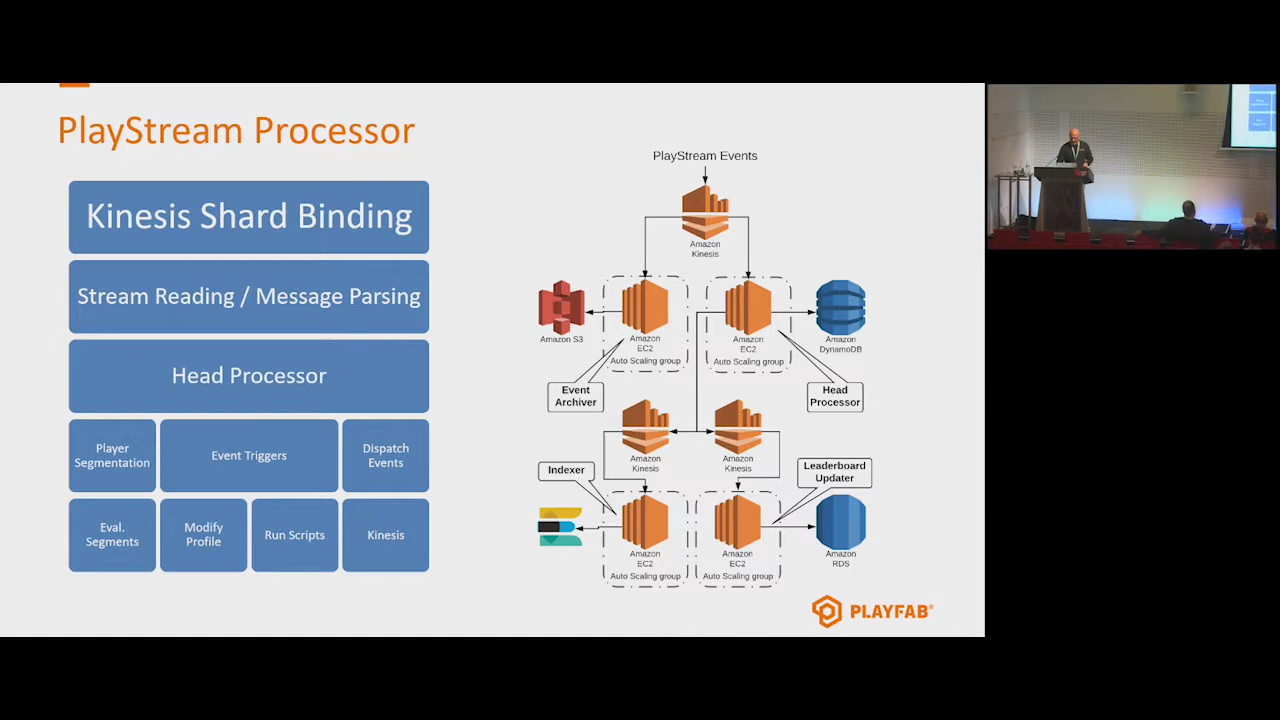 PlayStream Processor
Kinesis Shard Binding
Stream Reading / Message Parsing
Head Processor
Player
Segmentation
Event Triggers
Dispatch
Events
Eval.
Segments
Modify
Profile
Run Scripts
Kinesis
PlayStream Events
Amazon
Kinesis
Amazon S3
Amazon
EC2
Auto Scaling group
Amazon
EC2
Auto Scaling group
Amazon
DynamoDB
Event
Archiver
Head
Processor
Amazon
Kinesis
Amazon
Kinesis
Indexer
Leaderboard
Updater
Amazon
EC2
Auto Scaling group
Amazon
EC2
Auto Scaling group
Amazon
RDS
PLAYFAB®